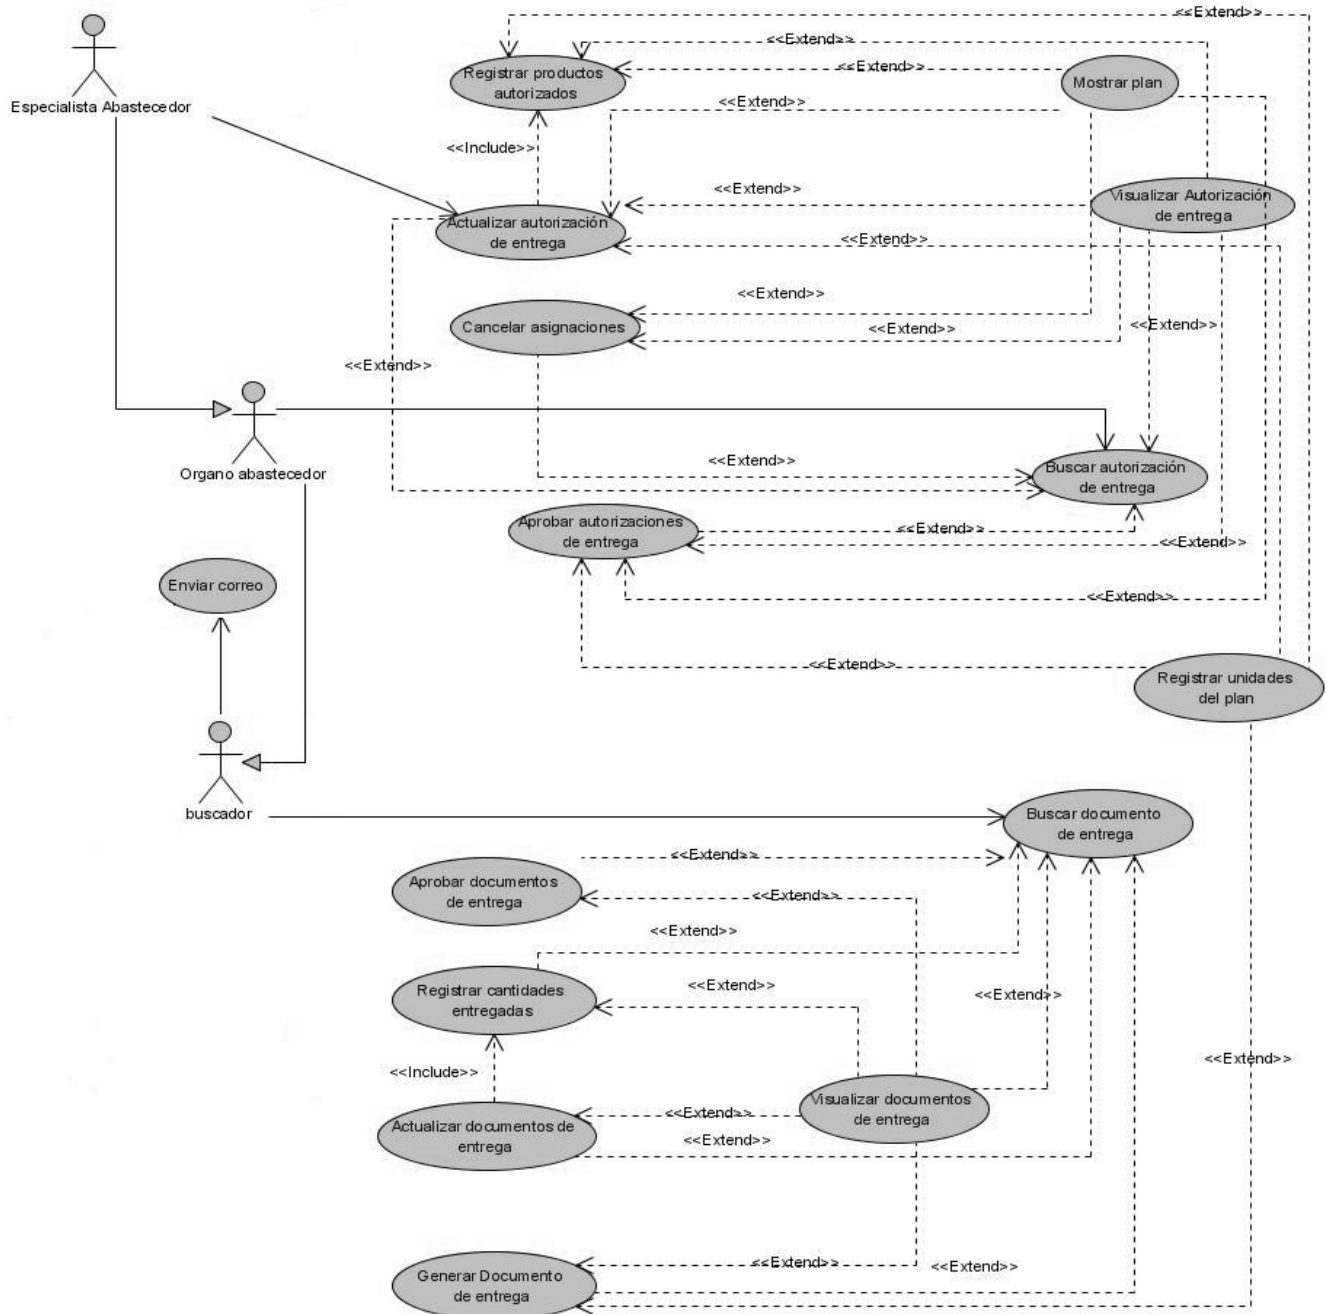 <<Extend>>
<<Extend>>
Registrar productos
autorizados
<<Extend>>
Mostrar plan
<<Extend>>
Especialista Abastecedor
<<Include>>
<<Extend>>
Visualizar Autorización
de entrega
Actualizar autorización
de entrega
<<Extend>>
<<Extend>>
Cancelar asignaciones
<<Extend>>
<<Extend>>
<<Extend>>
Organo abastecedor
<<Extend>>
Buscar autorización
de entrega
Aprobar autorizaciones
de entrega
<<Extend>>
<<Extend>>
Enviar correo
<<Extend>>
<<Extend>>
Registrar unidades
del plan
buscador
Buscar documento
de entrega
<<Extend>>
Aprobar documentos
de entrega
<<Extend>>
<<Extend>>
Registrar cantidades
entregadas
<<Extend>>
<<Extend>>
<<Include>>
<<Extend>>
Visualizar documentos
de entrega
<<Extend>>
Actualizar documentos de
entrega
<<Extend>>
<<Extend>>
<<Extend>>
Generar Documento
de entrega